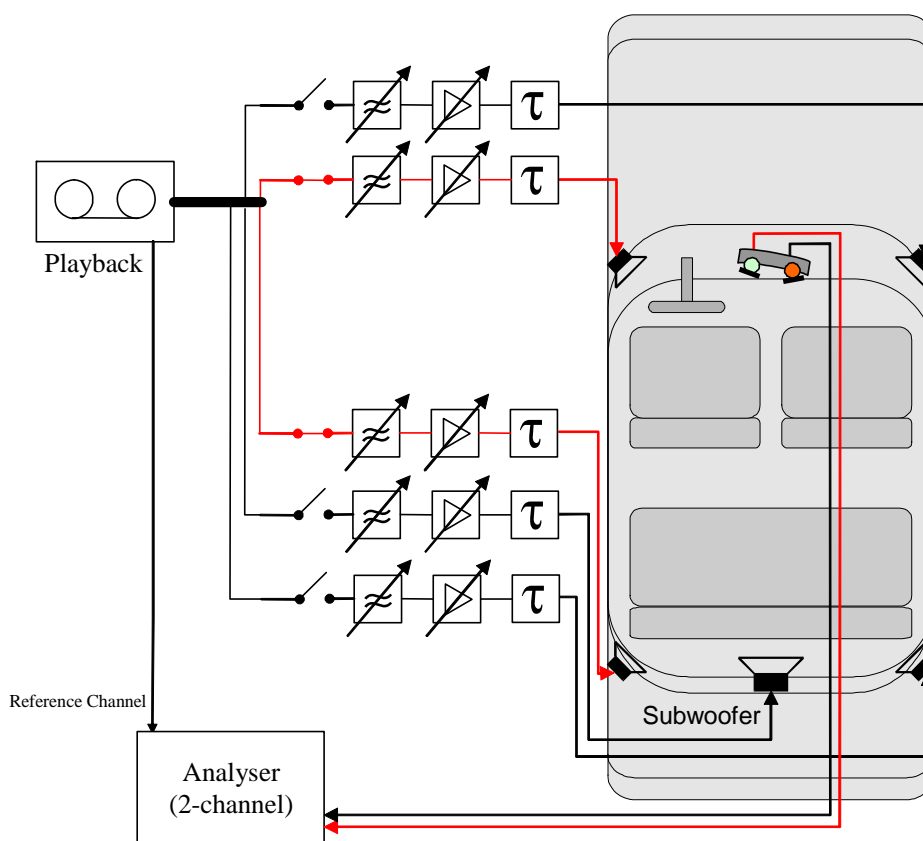 τ
τ
Playback
τ
τ
τ
Reference Channel
Subwoofer
Analyser
(2-channel)